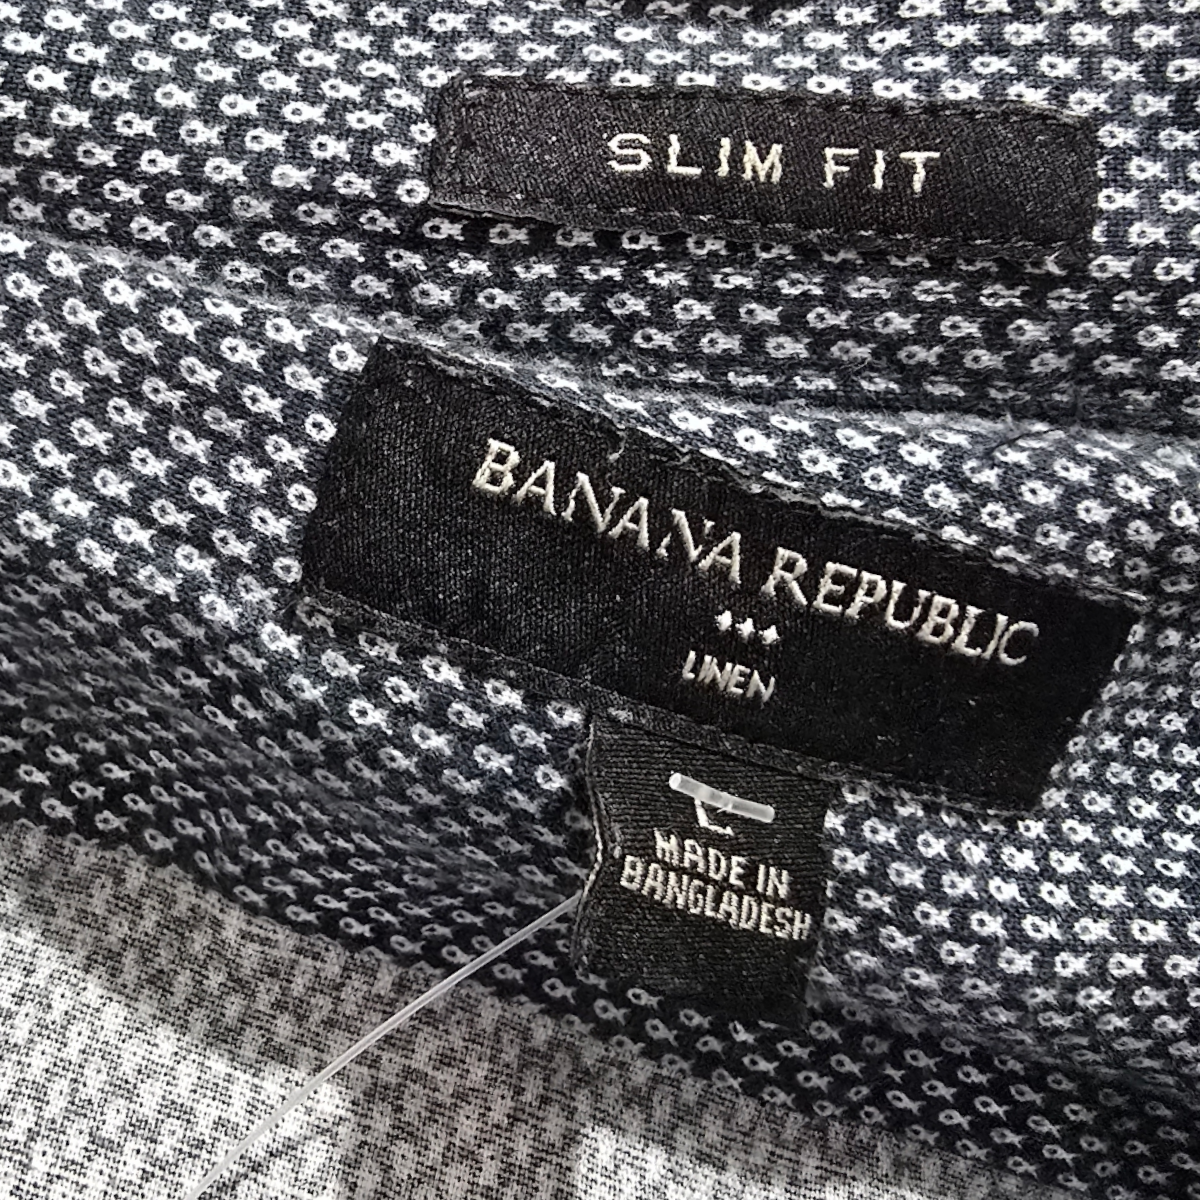 SLIM FIT
BANANA REPUBLIC
LINEN
L
MADE IN
BANGLADESH